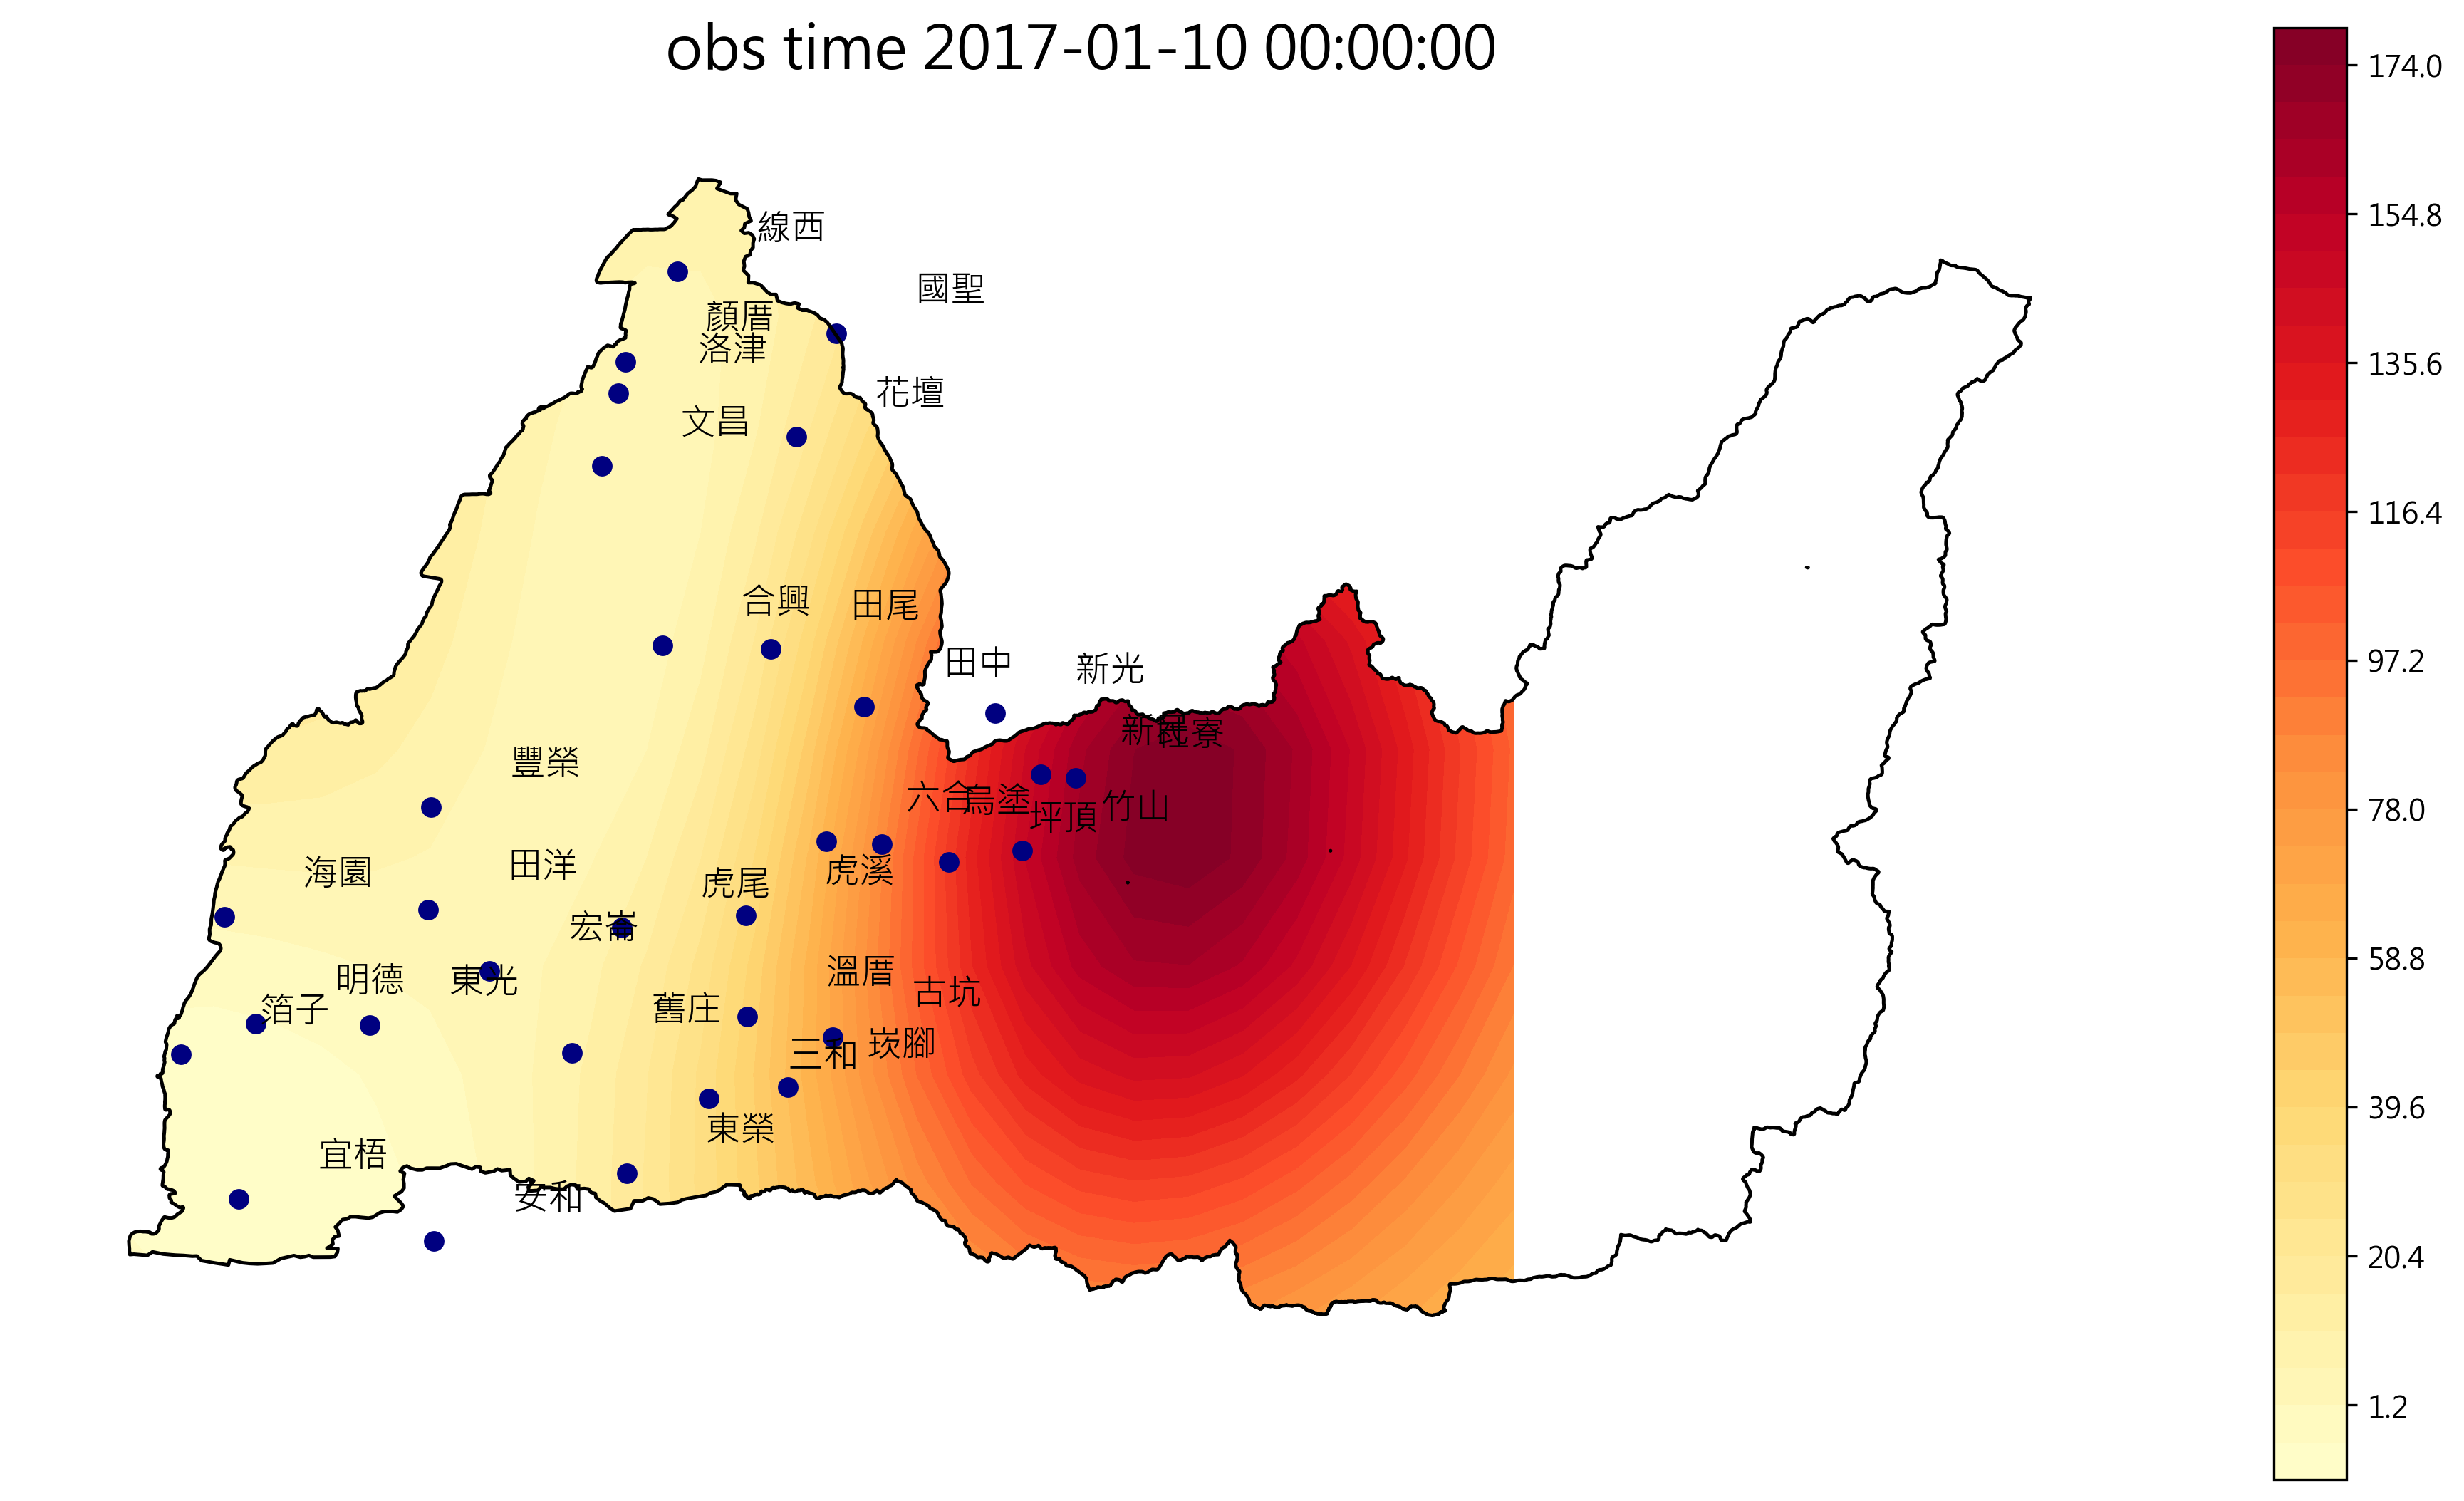 obs time 2017-01-10 00:00:00
線西
國聖
顏厝
洛津
花壇
文昌
合興
田尾
田中
新光
新民
社寮
豐榮
六合
烏塗
坪頂
竹山
海園
田洋
虎尾
虎溪
宏崙
明德
東光
溫厝
古坑
箔子
舊庄
三和
崁腳
東榮
宜梧
安和
174.0
154.8
135.6
116.4
97.2
78.0
58.8
39.6
20.4
1.2